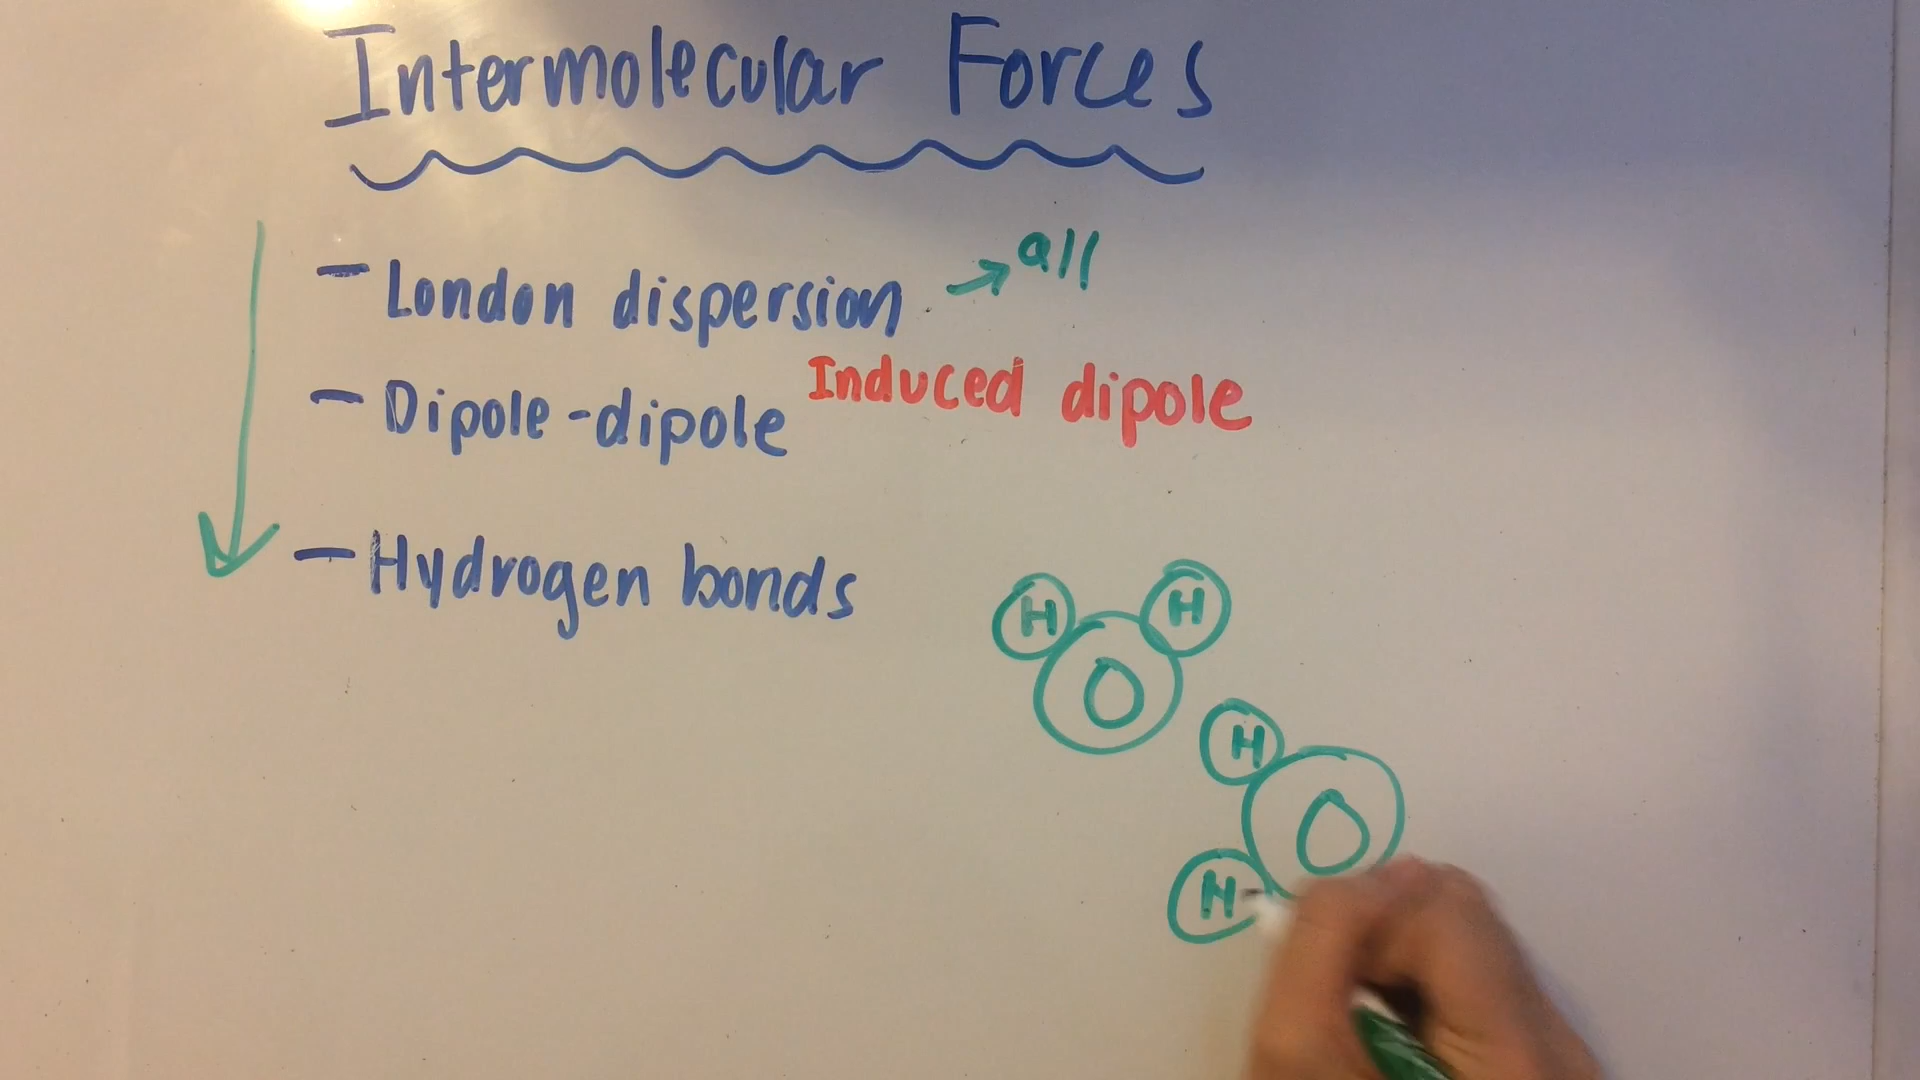 Intermolecular Forces
- London dispersion → all
Induced dipole
- Dipole-dipole
- Hydrogen bonds
H H
O
H
O
H